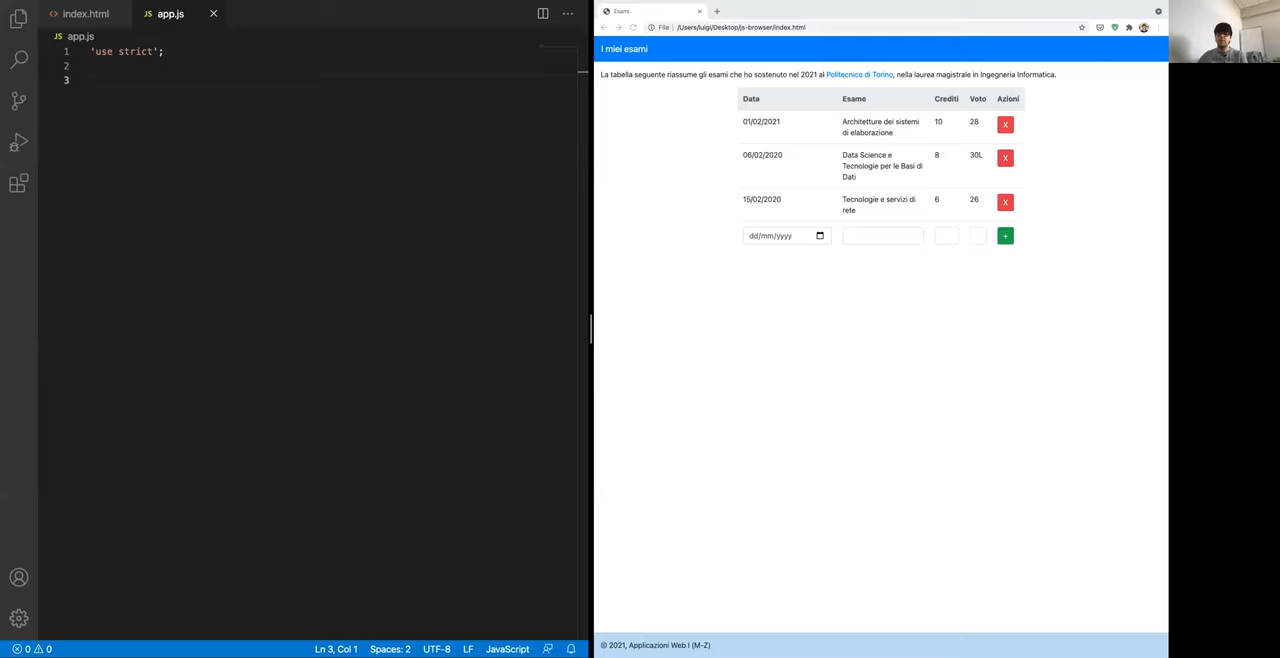 index.html
JS app.js
JS app.js
1 'use strict';
2
3
0 0
Ln 3, Col 1 Spaces: 2 UTF-8 LF JavaScript
Esami
File /Users/luigi/Desktop/js-browser/index.html
I miei esami
La tabella seguente riassume gli esami che ho sostenuto nel 2021 al Politecnico di Torino, nella laurea magistrale in Ingegneria Informatica.
Data Esame Crediti Voto Azioni
01/02/2021 Architetture dei sistemi 10 28 X
di elaborazione
06/02/2020 Data Science e 8 30L X
Tecnologie per le Basi di
Dati
15/02/2020 Tecnologie e servizi di 6 26 X
rete
dd/mm/yyyy +
© 2021, Applicazioni Web I (M-Z)